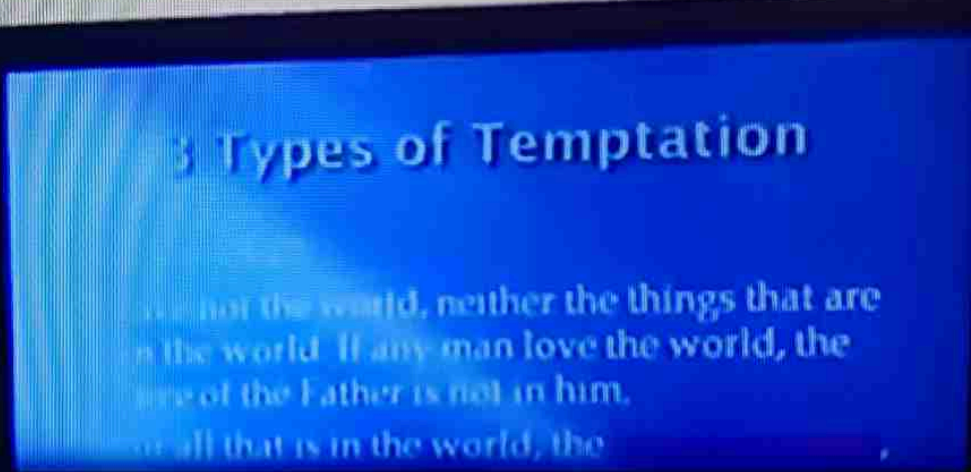 3 Types of Temptation
not the world, neither the things that are
the world. If any man love the world, the
of the Father is not in him.
all that is in the world, the